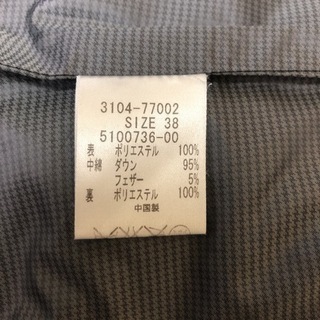 3104-77002
SIZE 38
5100736-00
表 ポリエステル 100%
中綿 ダウン 95%
フェザー 5%
裏 ポリエステル 100%
中国製